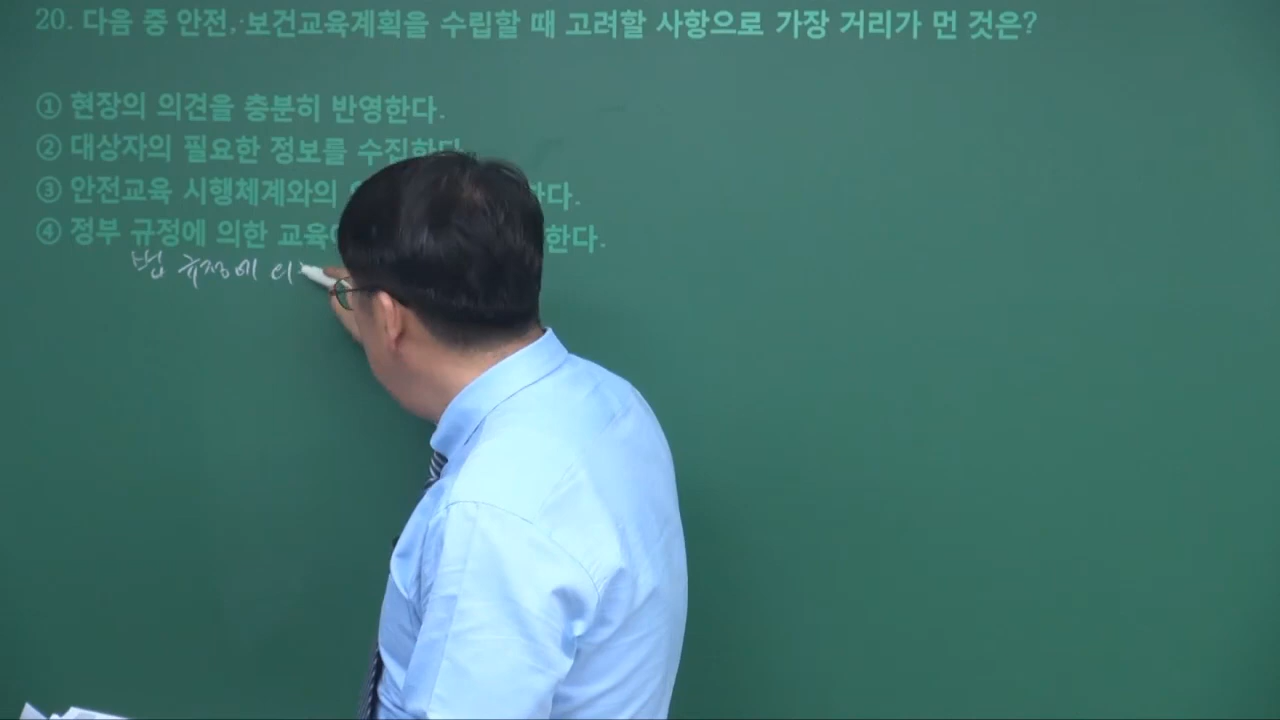 20. 다음 중 안전, 보건교육계획을 수립할 때 고려할 사항으로 가장 거리가 먼 것은?
① 현장의 의견을 충분히 반영한다.
② 대상자의 필요한 정보를 수집한다.
③ 안전교육 시행체계와의 다.
④ 정부 규정에 의한 한다.
법 규정에